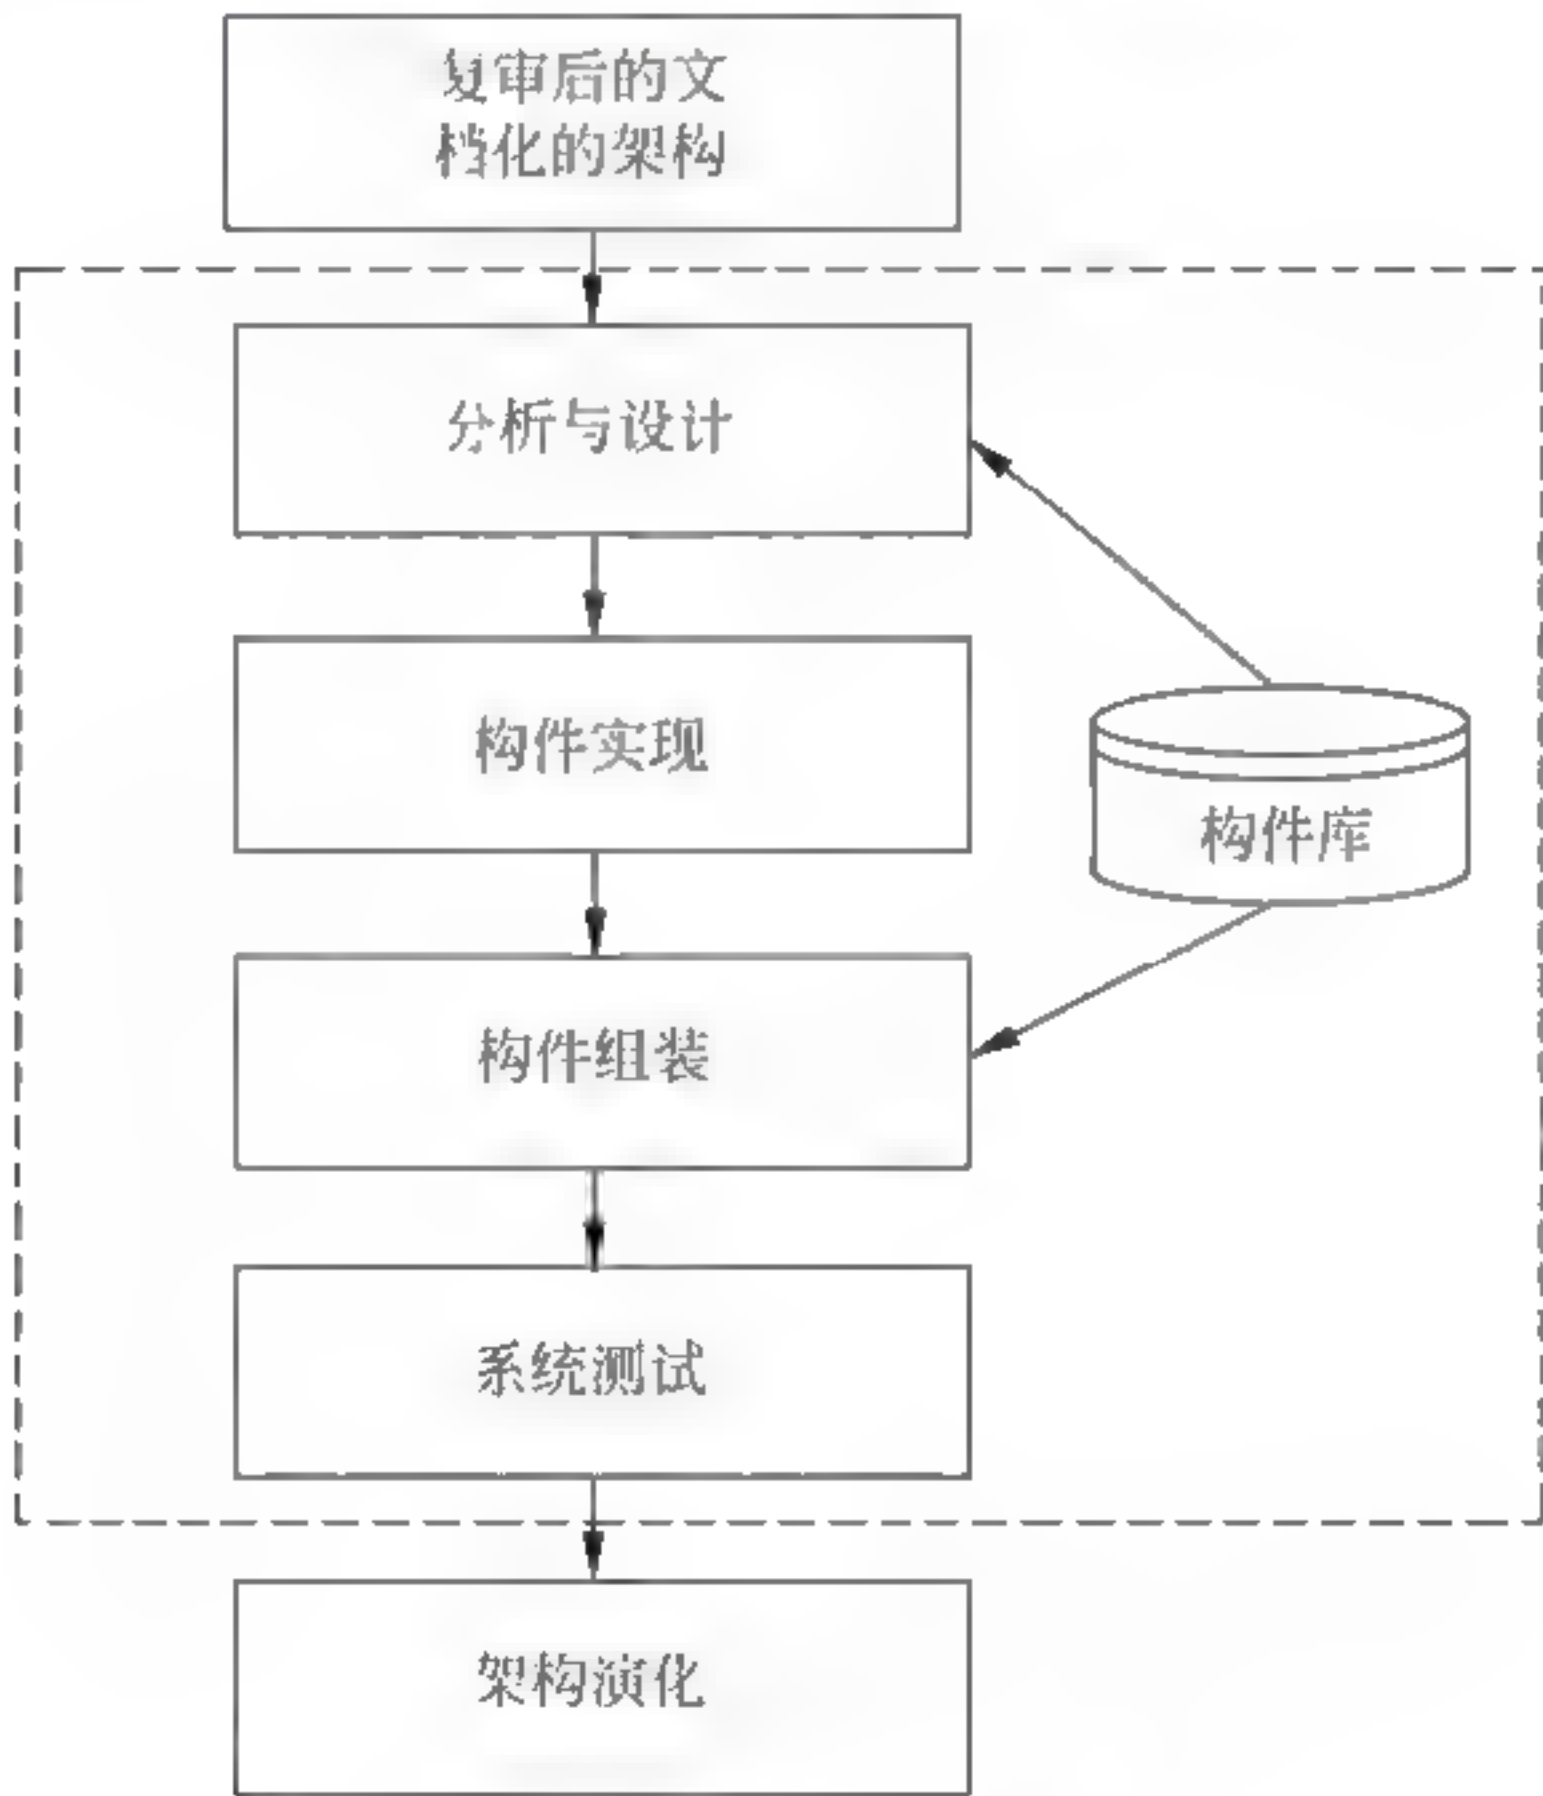 复审后的文
档化的架构
分析与设计
构件实现
构件库
构件组装
系统测试
架构演化